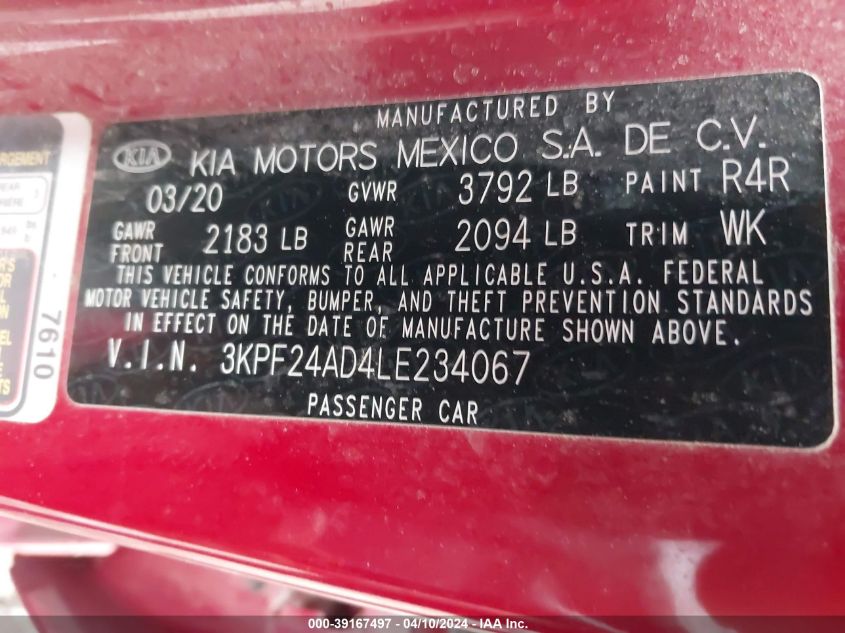 MANUFACTURED BY
KIA KIA MOTORS MEXICO S.A. DE C.V.
03/20 GVWR 3792 LB PAINT R4R
GAWR FRONT 2183 LB GAWR REAR 2094 LB TRIM WK
THIS VEHICLE CONFORMS TO ALL APPLICABLE U.S.A. FEDERAL
MOTOR VEHICLE SAFETY, BUMPER, AND THEFT PREVENTION STANDARDS
IN EFFECT ON THE DATE OF MANUFACTURE SHOWN ABOVE.
V.I.N. 3KPF24AD4LE234067
PASSENGER CAR
7610
000-39167497 - 04/10/2024 - IAA Inc.